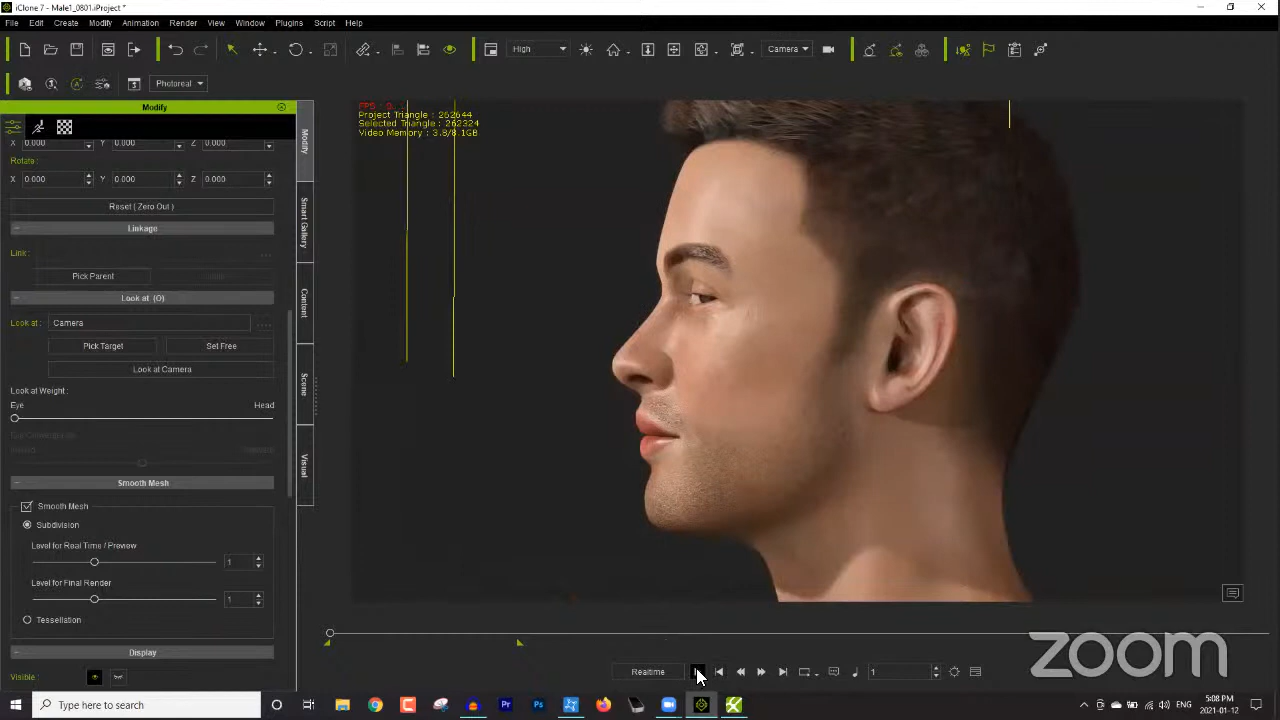 iClone 7 - Male1_0801.iProject *
File Edit Create Modify Animation Render View Window Plugins Script Help
High Camera
Photoreal
Modify
FPS : 0.
Project Triangle : 262644
Selected Triangle : 262324
Video Memory : 3.8/8.1GB
X 0.000 Y 0.000 Z 0.000
Rotate :
X 0.000 Y 0.000 Z 0.000
Reset ( Zero Out )
Linkage
Link :
Pick Parent
Look at (O)
Look at : Camera
Pick Target Set Free
Look at Camera
Look at Weight :
Eye Head
Smooth Mesh
Smooth Mesh
Subdivision
Level for Real Time / Preview
1
Level for Final Render
1
Tessellation
Display
Visible :
Modify
Smart Gallery
Content
Scene
Visual
Realtime 1
zoom
Type here to search
ENG
5:08 PM
2021-01-12